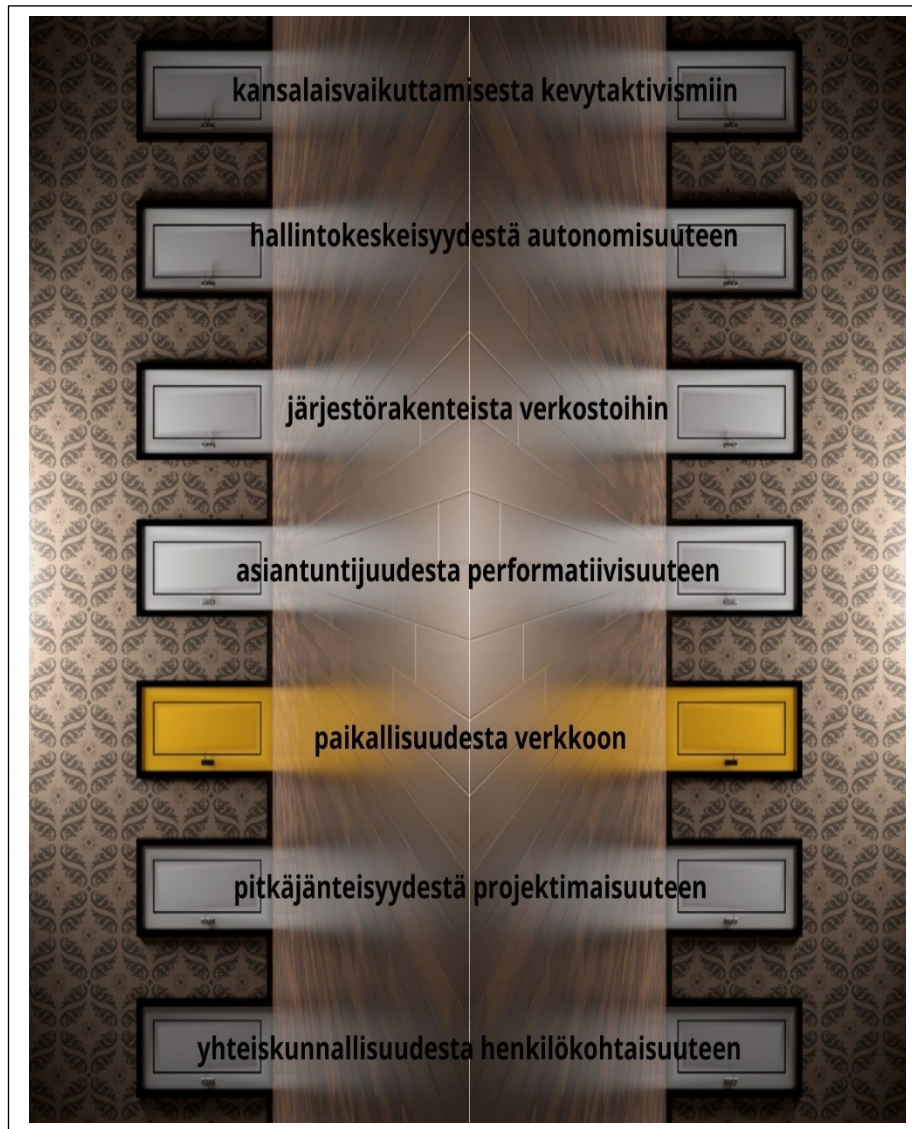 kansalaisvaikuttamisesta kevytaktivismiin
hallintokeskeisyydestä autonomisuuteen
järjestörakenteista verkostoihin
asiantuntijuudesta performatiivisuuteen
paikallisuudesta verkkoon
pitkäjänteisyydestä projektimaisuuteen
yhteiskunnallisuudesta henkilökohtaisuuteen